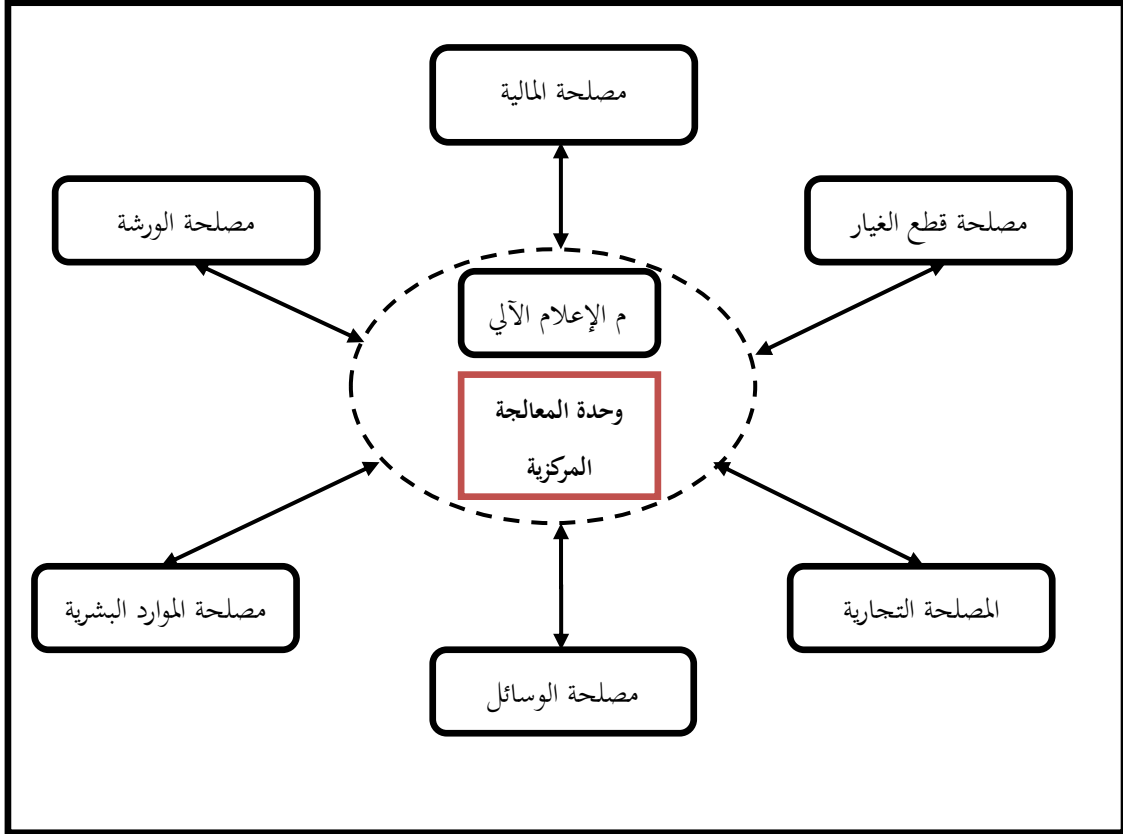 مصلحة المالية
مصلحة قطع الغيار
مصلحة الورشة
م الإعلام الآلي
وحدة المعالجة
المركزية
المصلحة التجارية
مصلحة الموارد البشرية
مصلحة الوسائل